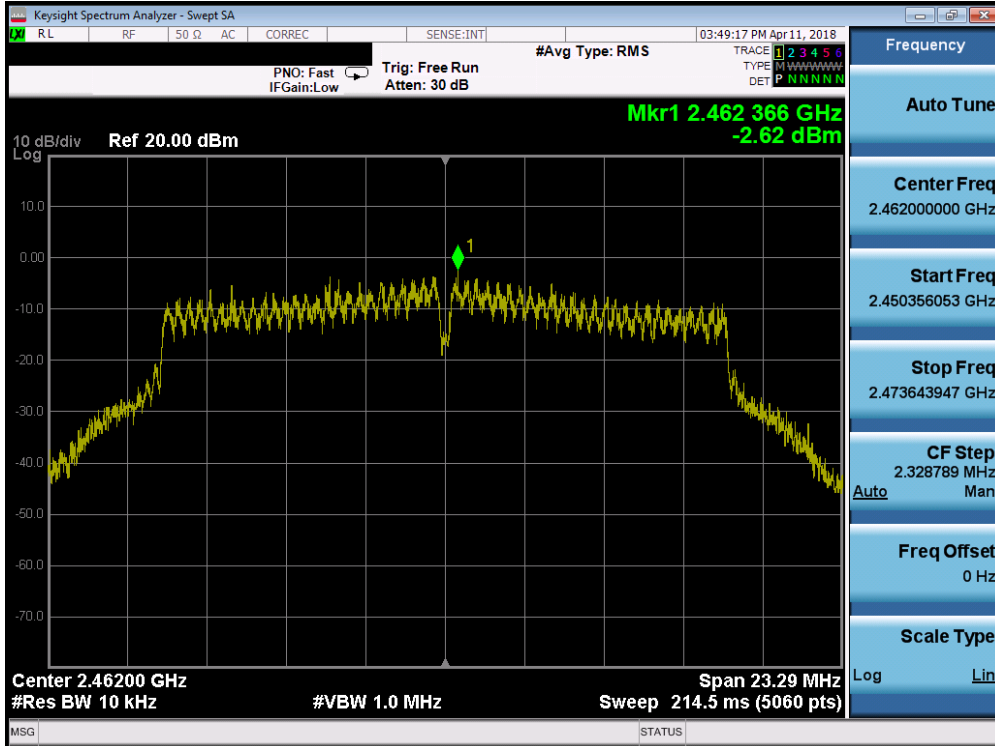 Keysight Spectrum Analyzer - Swept SA
LXI RL RF 50 Ω AC CORREC SENSE:INT 03:49:17 PM Apr 11, 2018
#Avg Type: RMS
TRACE 1 2 3 4 5 6
TYPE M WWWWW
DET P N N N N N
PNO: Fast
IFGain:Low
Trig: Free Run
Atten: 30 dB
Mkr1 2.462 366 GHz
-2.62 dBm
10 dB/div Ref 20.00 dBm
Log
10.0
0.00
-10.0
-20.0
-30.0
-40.0
-50.0
-60.0
-70.0
1
Center 2.46200 GHz Span 23.29 MHz
#Res BW 10 kHz #VBW 1.0 MHz Sweep 214.5 ms (5060 pts)
MSG STATUS
Frequency
Auto Tune
Center Freq
2.462000000 GHz
Start Freq
2.450356053 GHz
Stop Freq
2.473643947 GHz
CF Step
2.328789 MHz
Auto Man
Freq Offset
0 Hz
Scale Type
Log Lin